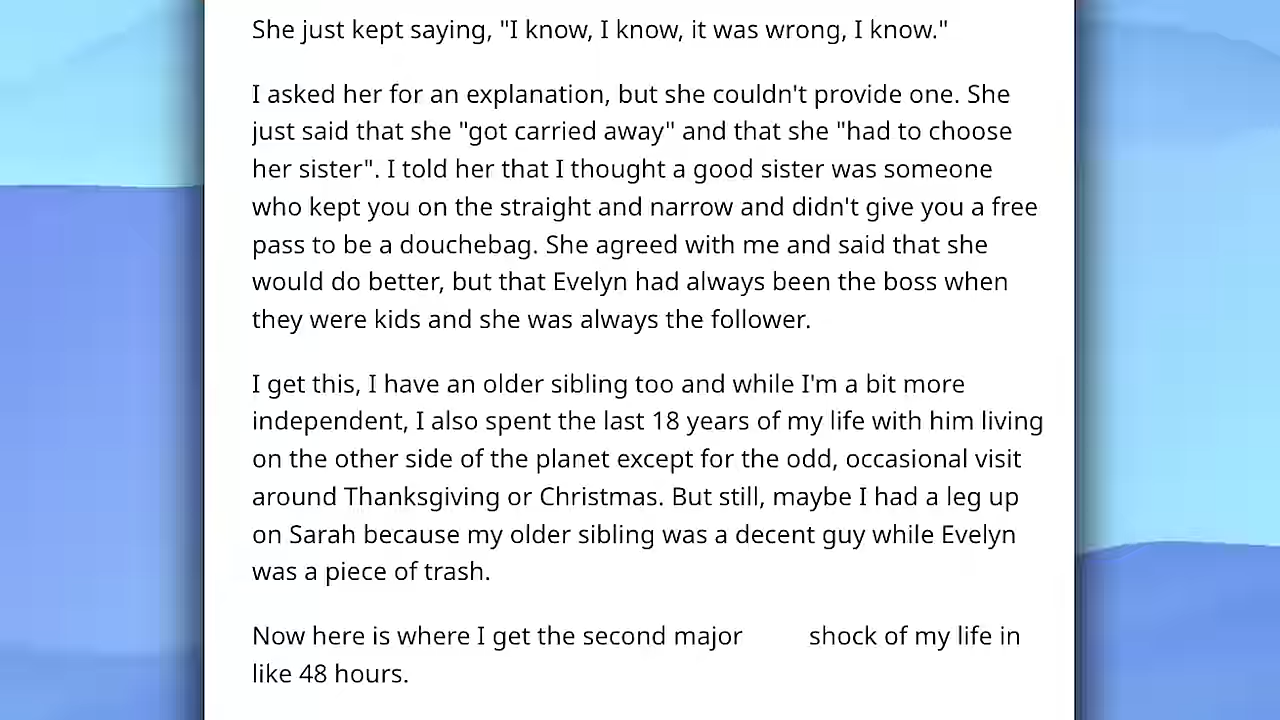 She just kept saying, "I know, I know, it was wrong, I know."
I asked her for an explanation, but she couldn't provide one. She
just said that she "got carried away" and that she "had to choose
her sister". I told her that I thought a good sister was someone
who kept you on the straight and narrow and didn't give you a free
pass to be a douchebag. She agreed with me and said that she
would do better, but that Evelyn had always been the boss when
they were kids and she was always the follower.
I get this, I have an older sibling too and while I'm a bit more
independent, I also spent the last 18 years of my life with him living
on the other side of the planet except for the odd, occasional visit
around Thanksgiving or Christmas. But still, maybe I had a leg up
on Sarah because my older sibling was a decent guy while Evelyn
was a piece of trash.
Now here is where I get the second major shock of my life in
like 48 hours.